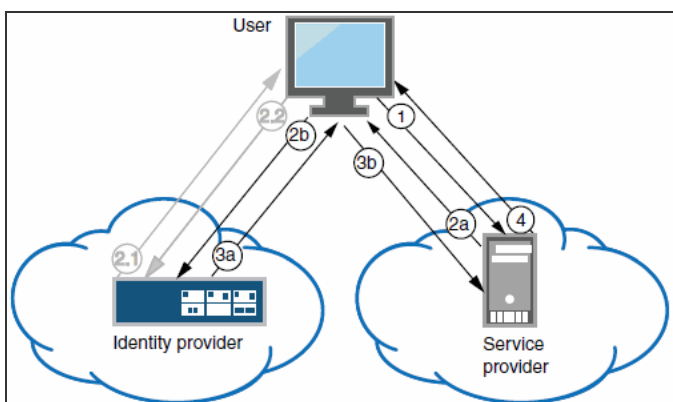 User
2.2
1
2b
3b
2a
4
2.1
3a
Identity provider
Service
provider